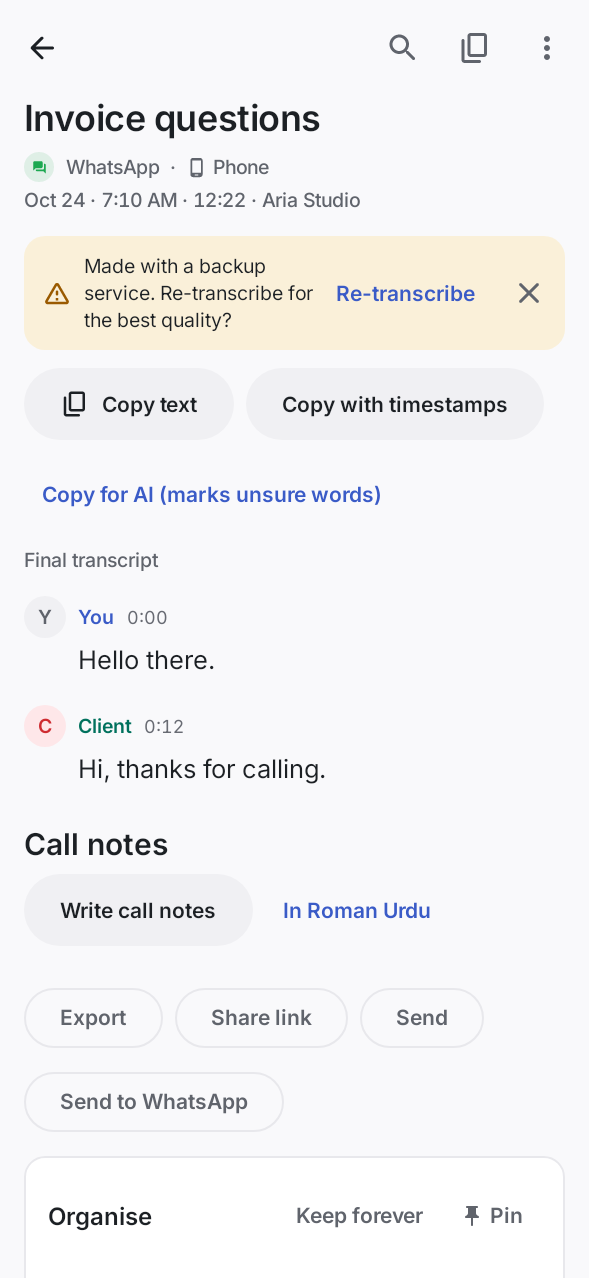 Invoice questions
WhatsApp · Phone
Oct 24 · 7:10 AM · 12:22 · Aria Studio
Made with a backup
service. Re-transcribe for
the best quality?
Re-transcribe
Copy text
Copy with timestamps
Copy for AI (marks unsure words)
Final transcript
Y You 0:00
Hello there.
C Client 0:12
Hi, thanks for calling.
Call notes
Write call notes
In Roman Urdu
Export
Share link
Send
Send to WhatsApp
Organise
Keep forever
Pin